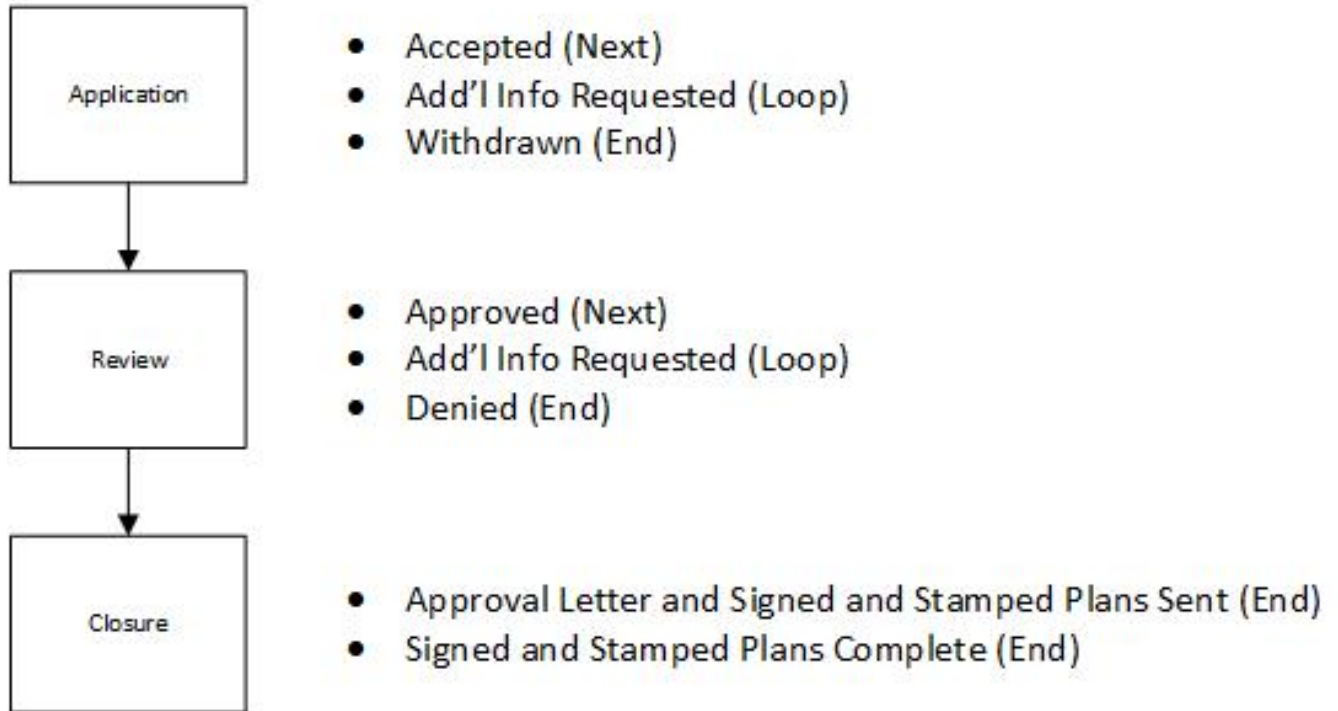 Application
• Accepted (Next)
• Add’l Info Requested (Loop)
• Withdrawn (End)
Review
• Approved (Next)
• Add’l Info Requested (Loop)
• Denied (End)
Closure
• Approval Letter and Signed and Stamped Plans Sent (End)
• Signed and Stamped Plans Complete (End)